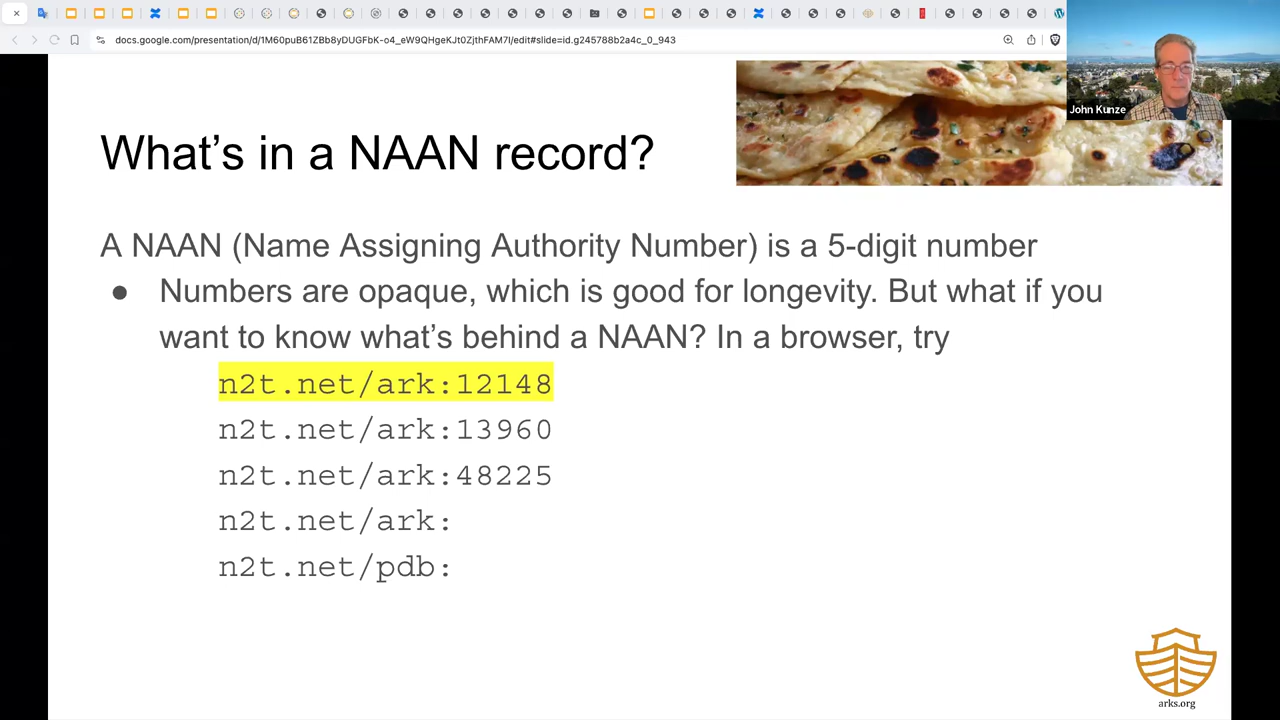 docs.google.com/presentation/d/1M60puB61ZBb8yDUGFbK-o4_eW9QHgeKJt0ZjthFAM7I/edit#slide=id.g245788b2a4c_0_943
John Kunze
What's in a NAAN record?
A NAAN (Name Assigning Authority Number) is a 5-digit number
● Numbers are opaque, which is good for longevity. But what if you
want to know what's behind a NAAN? In a browser, try
n2t.net/ark:12148
n2t.net/ark:13960
n2t.net/ark:48225
n2t.net/ark:
n2t.net/pdb:
arks.org